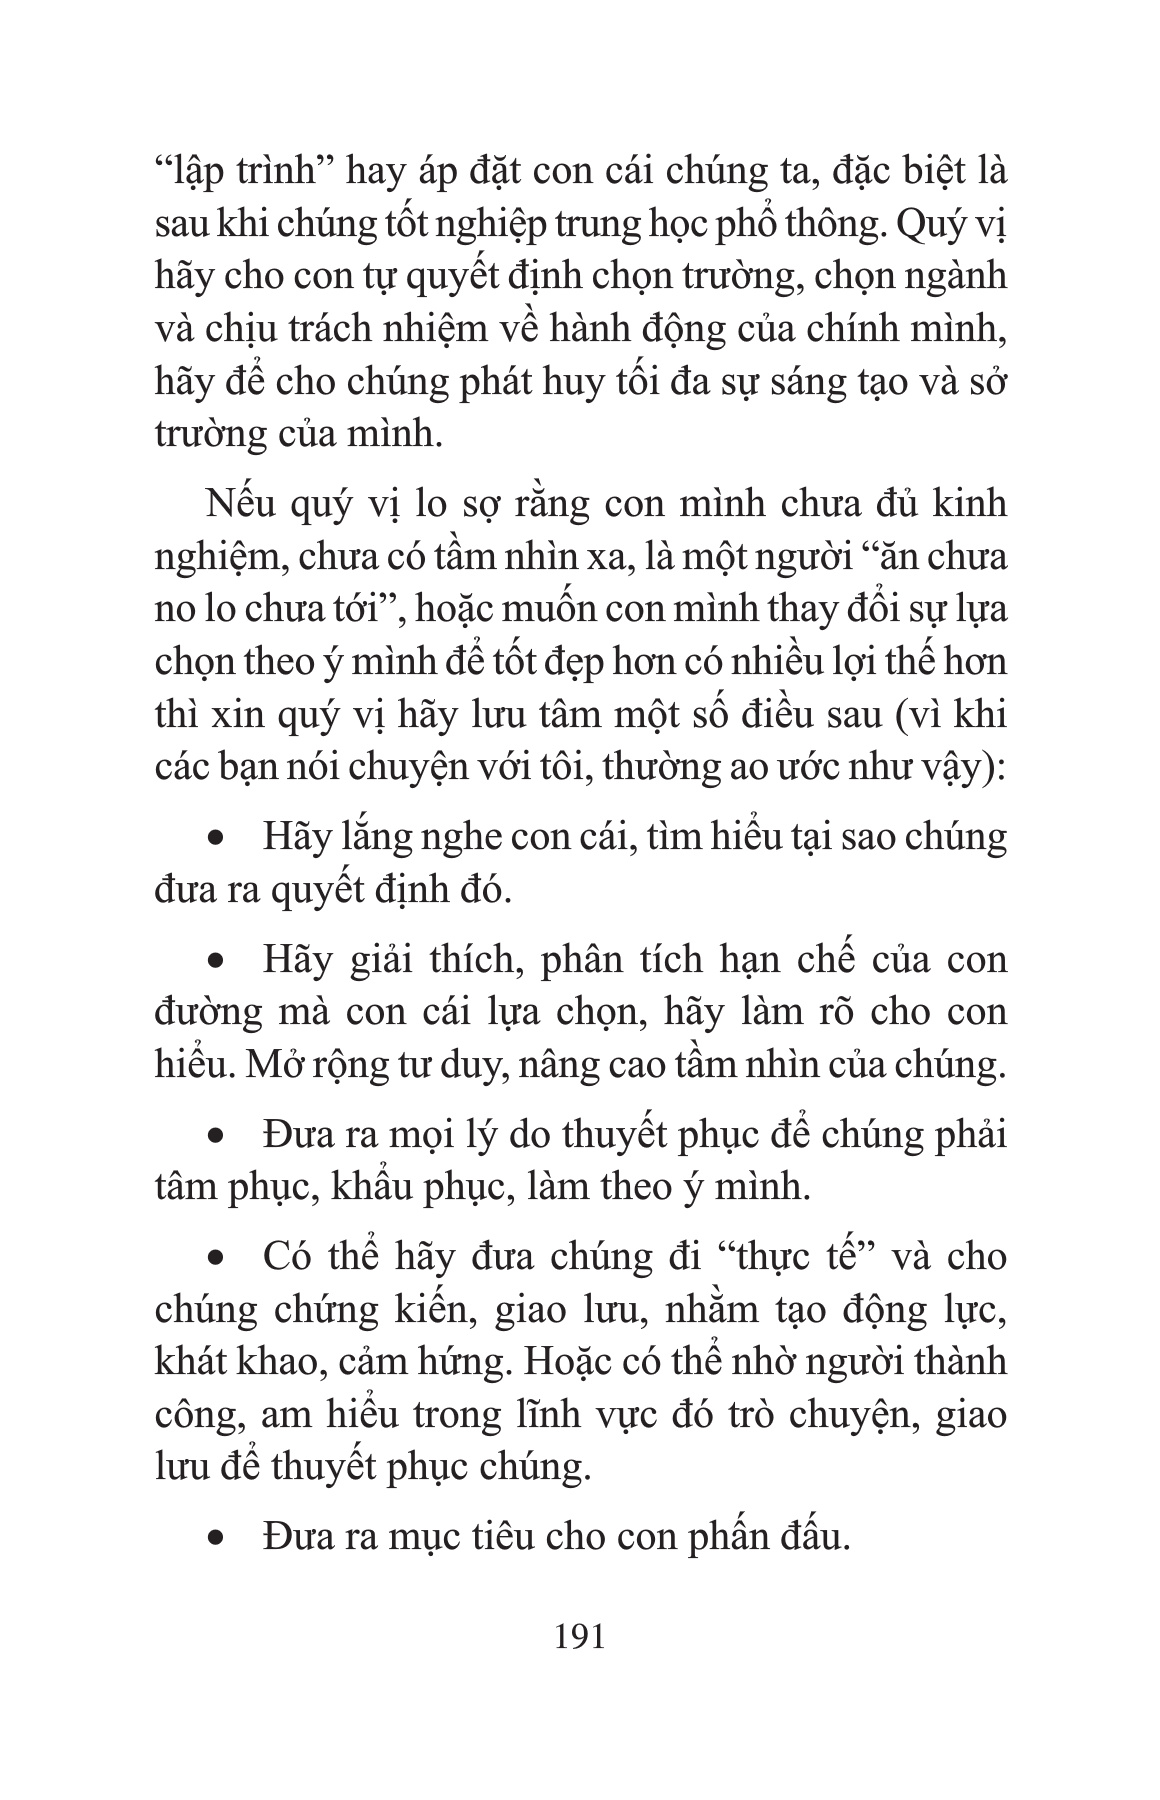 “lập trình” hay áp đặt con cái chúng ta, đặc biệt là
sau khi chúng tốt nghiệp trung học phổ thông. Quý vị
hãy cho con tự quyết định chọn trường, chọn ngành
và chịu trách nhiệm về hành động của chính mình,
hãy để cho chúng phát huy tối đa sự sáng tạo và sở
trường của mình.
Nếu quý vị lo sợ rằng con mình chưa đủ kinh
nghiệm, chưa có tầm nhìn xa, là một người “ăn chưa
no lo chưa tới”, hoặc muốn con mình thay đổi sự lựa
chọn theo ý mình để tốt đẹp hơn có nhiều lợi thế hơn
thì xin quý vị hãy lưu tâm một số điều sau (vì khi
các bạn nói chuyện với tôi, thường ao ước như vậy):
• Hãy lắng nghe con cái, tìm hiểu tại sao chúng
đưa ra quyết định đó.
• Hãy giải thích, phân tích hạn chế của con
đường mà con cái lựa chọn, hãy làm rõ cho con
hiểu. Mở rộng tư duy, nâng cao tầm nhìn của chúng.
• Đưa ra mọi lý do thuyết phục để chúng phải
tâm phục, khẩu phục, làm theo ý mình.
• Có thể hãy đưa chúng đi “thực tế” và cho
chúng chứng kiến, giao lưu, nhằm tạo động lực,
khát khao, cảm hứng. Hoặc có thể nhờ người thành
công, am hiểu trong lĩnh vực đó trò chuyện, giao
lưu để thuyết phục chúng.
• Đưa ra mục tiêu cho con phấn đấu.
191